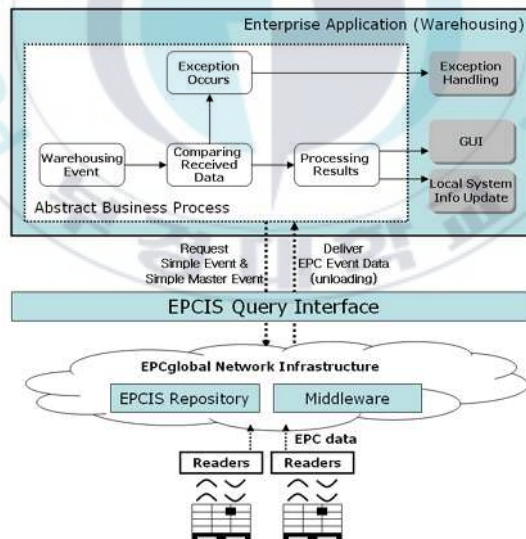 Enterprise Application (Warehousing)
Exception
Occurs
Exception
Handling
Warehousing
Event
Comparing
Received
Data
Processing
Results
GUI
Local System
Info Update
Abstract Business Process
Request
Simple Event &
Simple Master Event
Deliver
EPC Event Data
(unloading)
EPCIS Query Interface
EPCglobal Network Infrastructure
EPCIS Repository
Middleware
EPC data
Readers
Readers